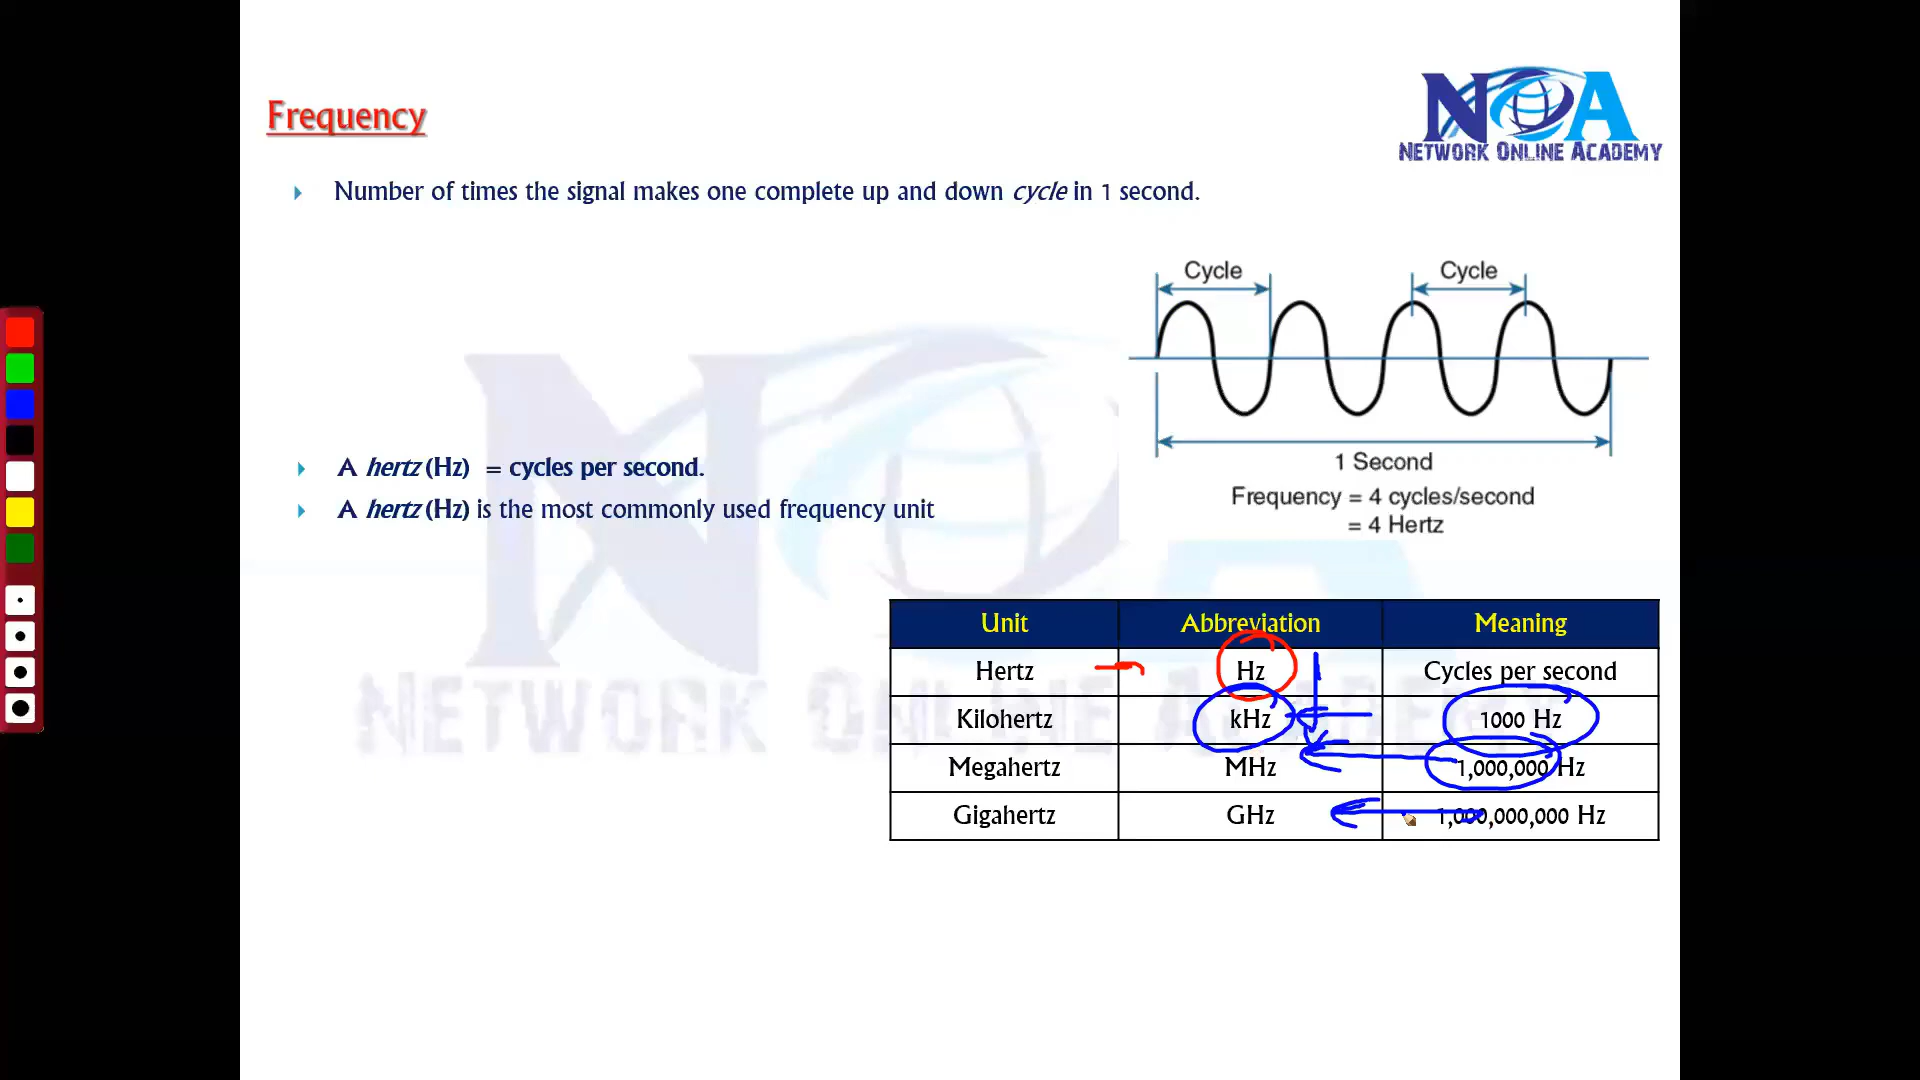 Frequency
NOA
NETWORK ONLINE ACADEMY
Number of times the signal makes one complete up and down cycle in 1 second.
Cycle Cycle
1 Second
Frequency = 4 cycles/second
= 4 Hertz
A hertz (Hz) = cycles per second.
A hertz (Hz) is the most commonly used frequency unit
NETWORK ONLINE ACADEMY
Unit Abbreviation Meaning
Hertz Hz Cycles per second
Kilohertz kHz 1000 Hz
Megahertz MHz 1,000,000 Hz
Gigahertz GHz 1,000,000,000 Hz